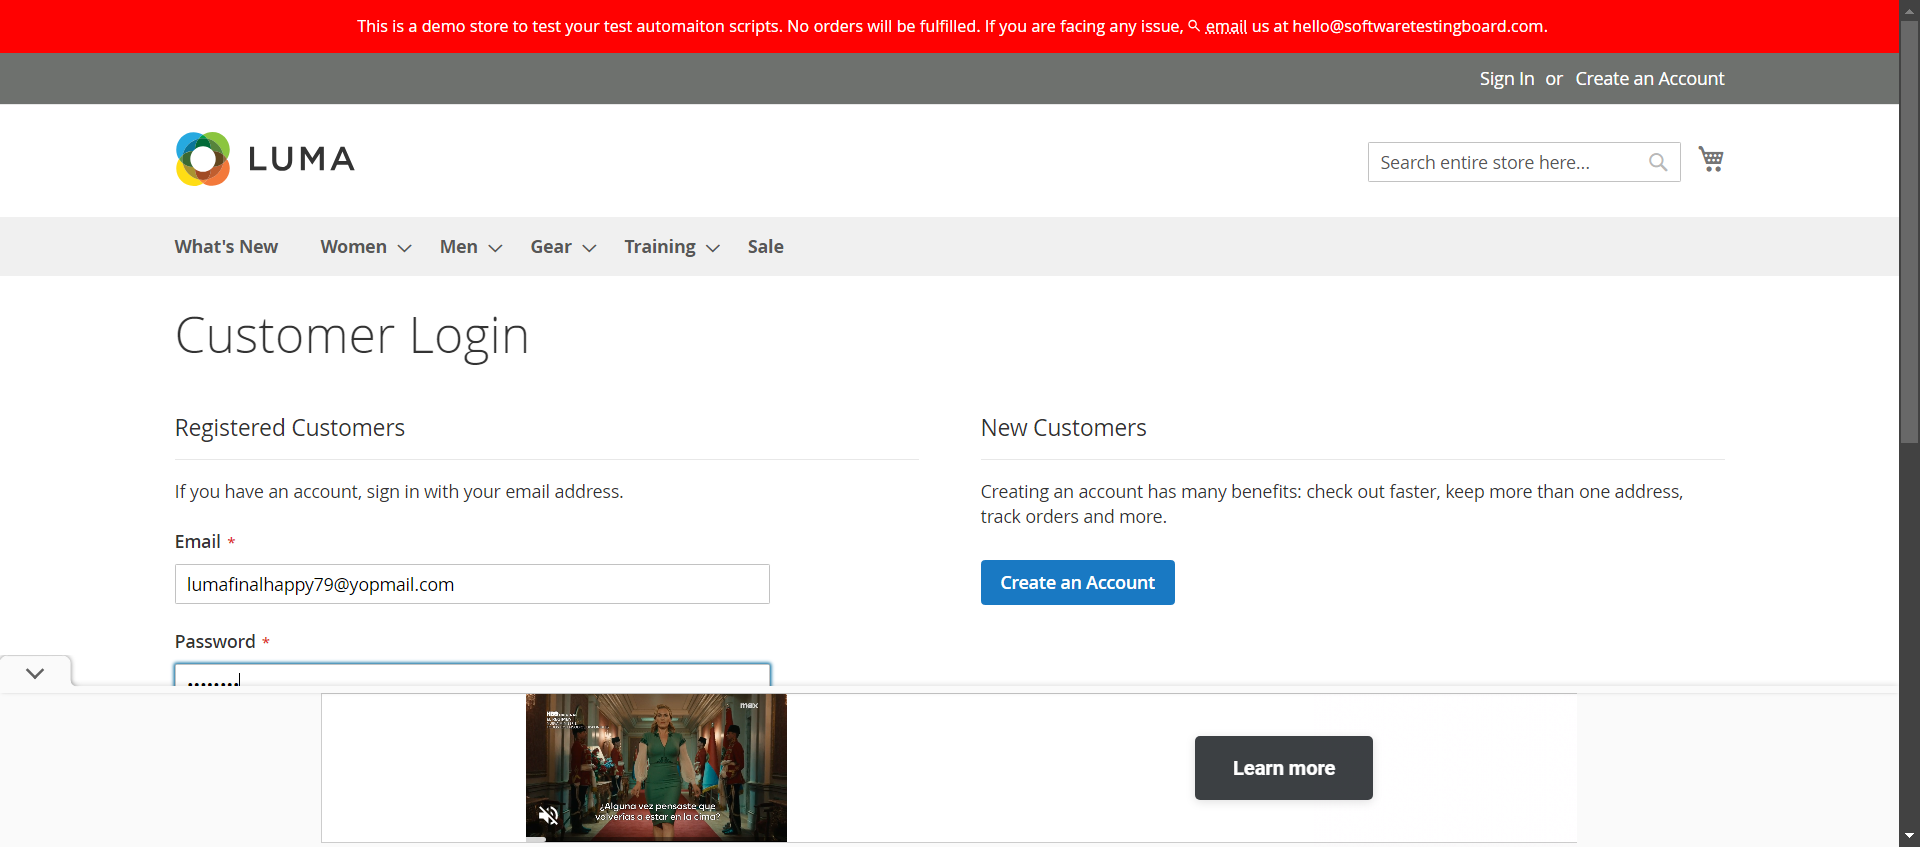 This is a demo store to test your test automaiton scripts. No orders will be fulfilled. If you are facing any issue, email us at hello@softwaretestingboard.com.
Sign In or Create an Account
LUMA
Search entire store here...
What's New Women Men Gear Training Sale
Customer Login
Registered Customers
If you have an account, sign in with your email address.
Email *
lumafinalhappy79@yopmail.com
Password *
••••••••
New Customers
Creating an account has many benefits: check out faster, keep more than one address,
track orders and more.
Create an Account
max
¿Alguna vez pensaste que
volverías a estar en la cima?
Learn more